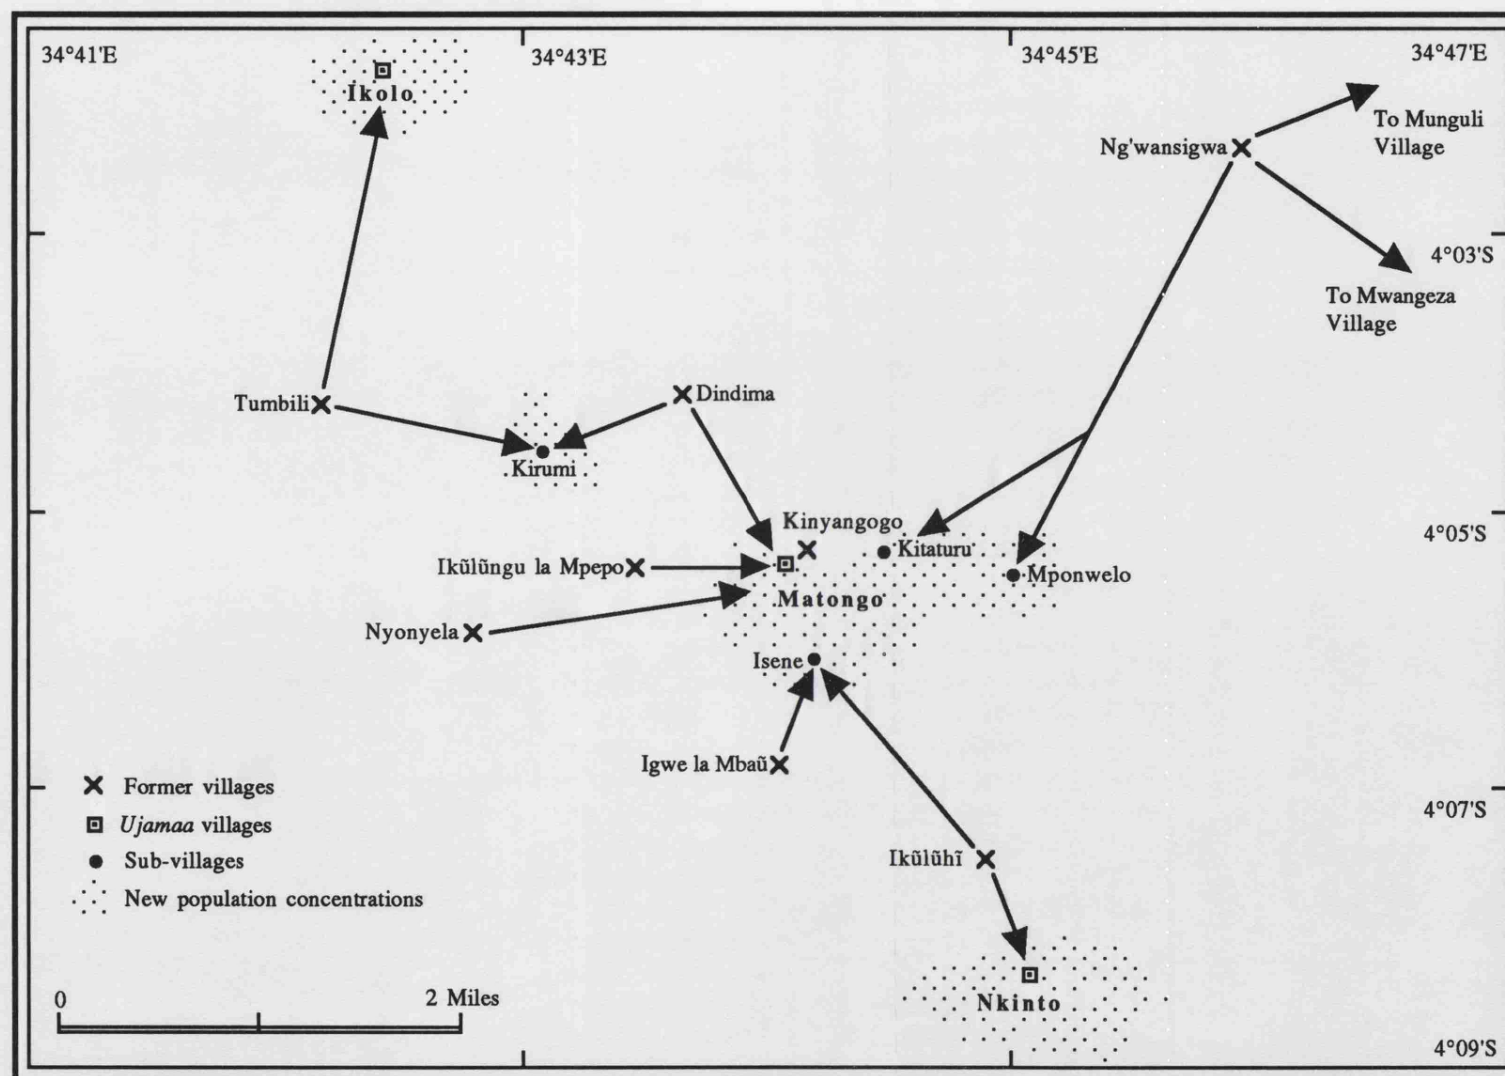 34°41'E
34°43'E
34°45'E
34°47'E
Ikolo
To Munguli
Village
Ng'wansigwa
4°03'S
To Mwangeza
Village
Tumbili
Dindima
Kirumi
Kinyangogo
4°05'S
Kitaturu
Ikũlũngu la Mpepo
Mponwelo
Matongo
Nyonyela
Isene
Igwe la Mbaũ
Former villages
4°07'S
Ujamaa villages
Sub-villages
Ikũlũhĩ
New population concentrations
0
2 Miles
Nkinto
4°09'S